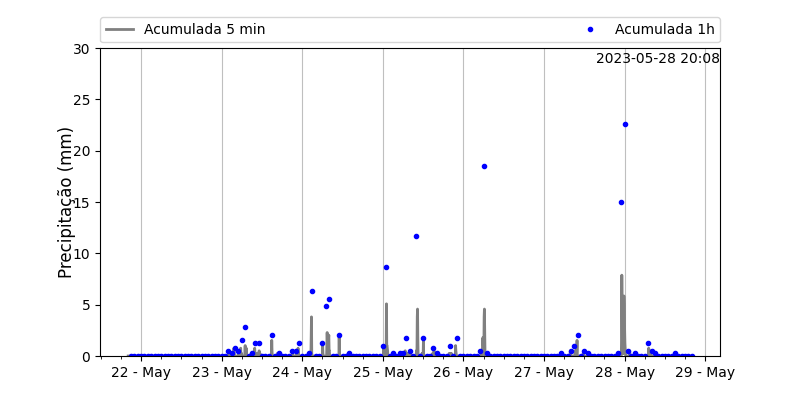 Acumulada 5 min
Acumulada 1h
2023-05-28 20:08
Precipitação (mm)
30
25
20
15
10
5
0
22 - May 23 - May 24 - May 25 - May 26 - May 27 - May 28 - May 29 - May